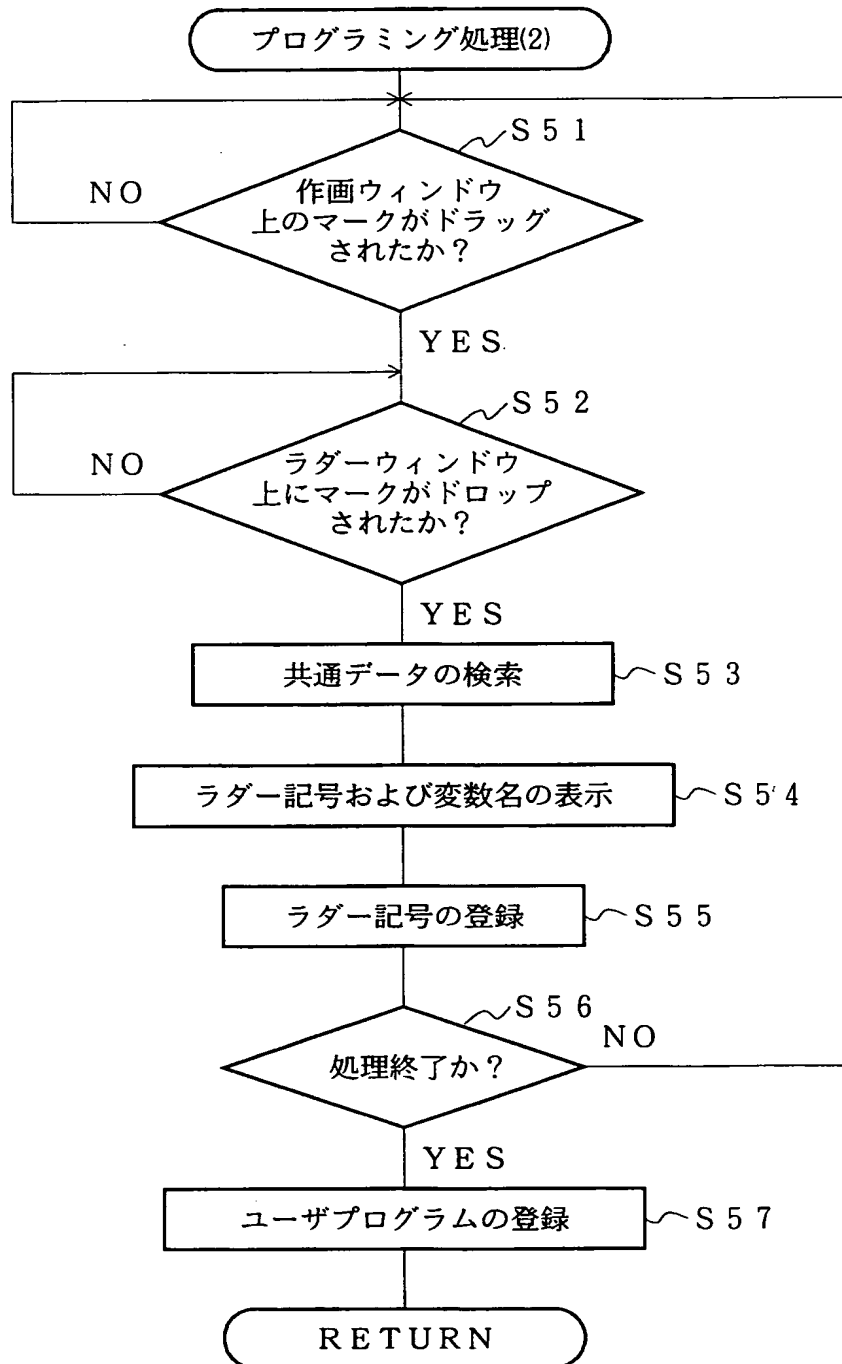 プログラミング処理(2)
S51
NO
作画ウィンドウ
上のマークがドラッグ
されたか？
YES
S52
NO
ラダーウィンドウ
上にマークがドロップ
されたか？
YES
共通データの検索
S53
ラダー記号および変数名の表示
S54
ラダー記号の登録
S55
S56
NO
処理終了か？
YES
ユーザプログラムの登録
S57
RETURN